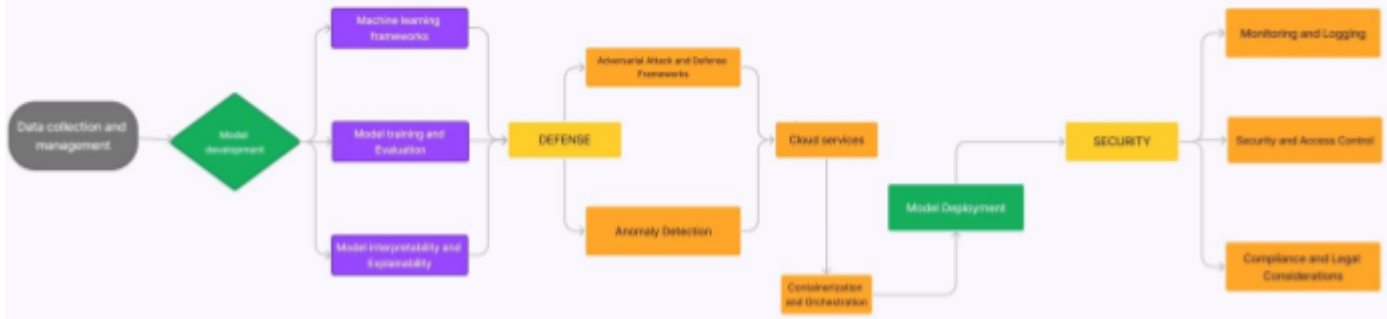 Data collection and
management
Model
development
Machine learning
frameworks
Model training and
Evaluation
Model interpretability and
Explainability
DEFENSE
Adversarial Attack and Defense
Frameworks
Anomaly Detection
Cloud services
Containerization
and Orchestration
Model Deployment
SECURITY
Monitoring and Logging
Security and Access Control
Compliance and Legal
Considerations